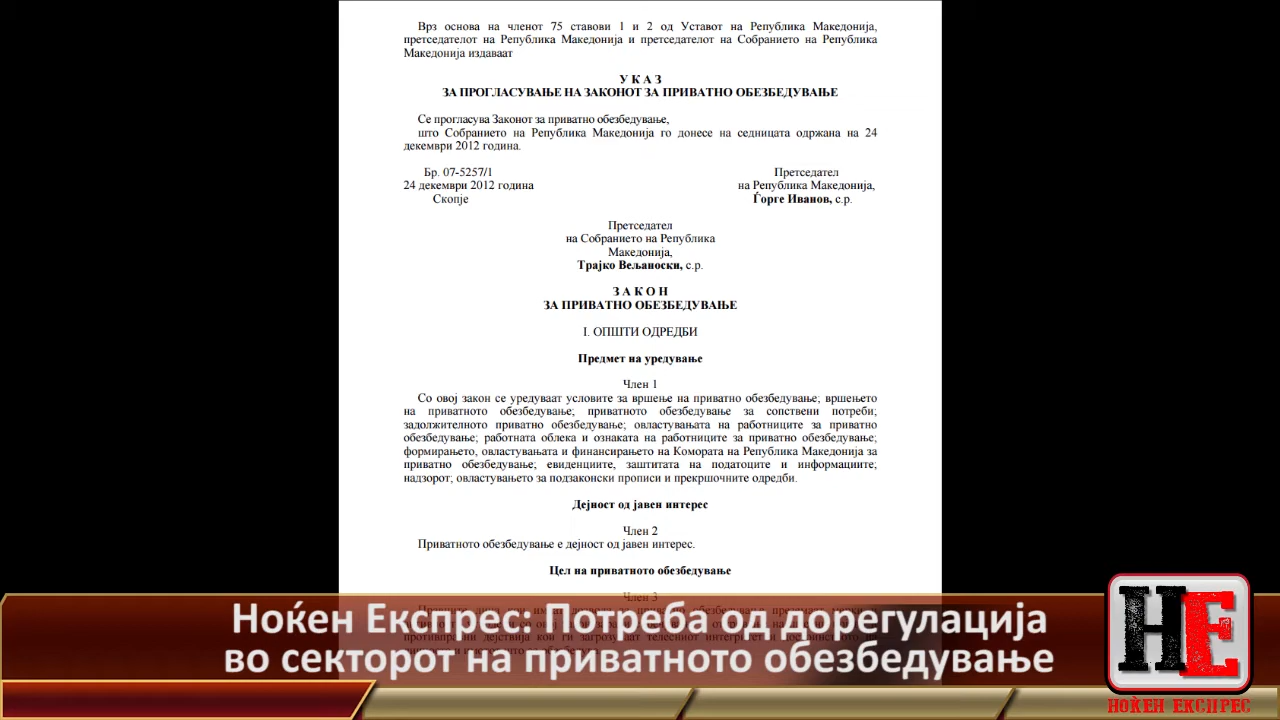 Врз основа на членот 75 ставови 1 и 2 од Уставот на Република Македонија,
претседателот на Република Македонија и претседателот на Собранието на Република
Македонија издаваат
У К А З
ЗА ПРОГЛАСУВАЊЕ НА ЗАКОНОТ ЗА ПРИВАТНО ОБЕЗБЕДУВАЊЕ
Се прогласува Законот за приватно обезбедување,
што Собранието на Република Македонија го донесе на седницата одржана на 24
декември 2012 година.
Бр. 07-5257/1
24 декември 2012 година
Скопје
Претседател
на Република Македонија,
Ѓорге Иванов, с.р.
Претседател
на Собранието на Република
Македонија,
Трајко Вељаноски, с.р.
З А К О Н
ЗА ПРИВАТНО ОБЕЗБЕДУВАЊЕ
I. ОПШТИ ОДРЕДБИ
Предмет на уредување
Член 1
Со овој закон се уредуваат условите за вршење на приватно обезбедување; вршењето
на приватното обезбедување; приватното обезбедување за сопствени потреби;
задолжителното приватно обезбедување; овластувањата на работниците за приватно
обезбедување; работната облека и ознаката на работниците за приватно обезбедување;
формирањето, овластувањата и финансирањето на Комората на Република Македонија за
приватно обезбедување; евиденциите, заштитата на податоците и информациите;
надзорот; овластувањето за подзаконски прописи и прекршочните одредби.
Дејност од јавен интерес
Член 2
Приватното обезбедување е дејност од јавен интерес.
Цел на приватното обезбедување
Член 3
Ноќен Експрес. Потреба од дорегулација
во секторот на приватното обезбедување
НЕ
НОЌЕН ЕКСПРЕС